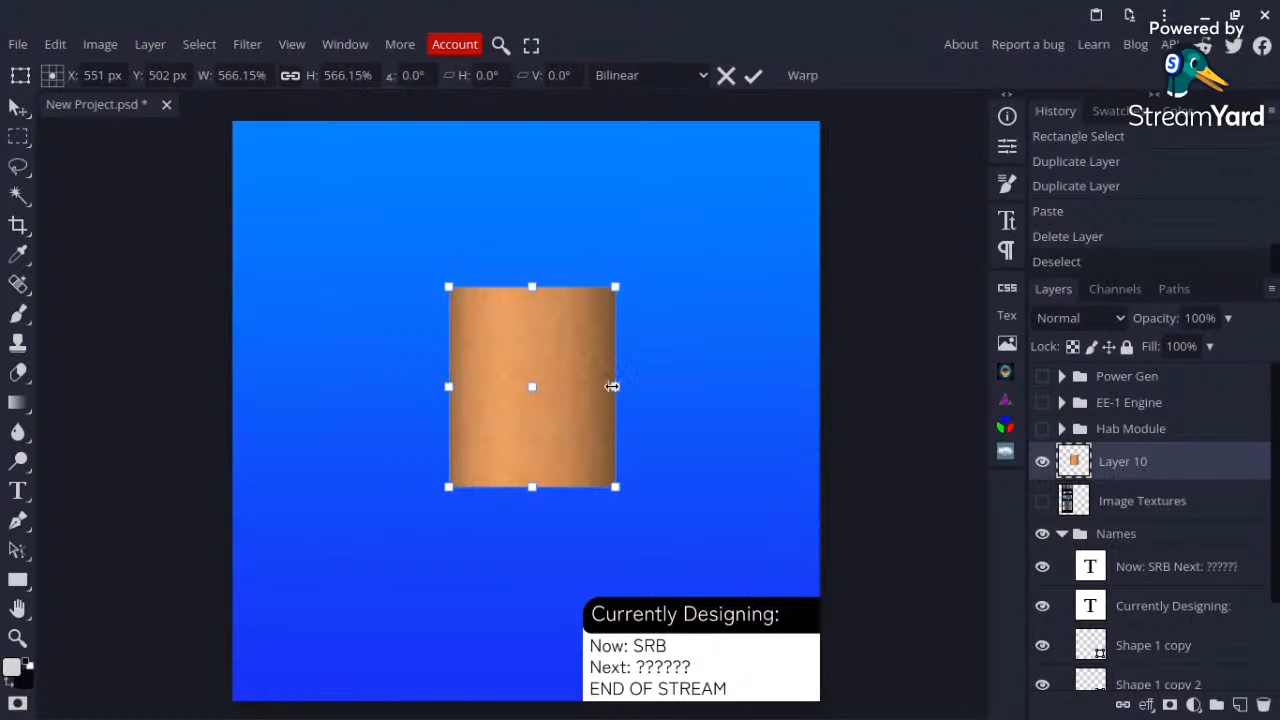 Powered by
StreamYard
File Edit Image Layer Select Filter View Window More Account About Report a bug Learn Blog
X: 551 px Y: 502 px W: 566.15% H: 566.15% 0.0° H: 0.0° V: 0.0° Bilinear Warp
New Project.psd *
History Swatches Color
Rectangle Select
Duplicate Layer
Duplicate Layer
Paste
Delete Layer
Deselect
CSS
Layers Channels Paths
Tex
Normal Opacity: 100%
Lock: Fill: 100%
Power Gen
EE-1 Engine
Hab Module
Layer 10
Image Textures
Names
T Now: SRB Next: ??????
T Currently Designing:
Shape 1 copy
Shape 1 copy 2
eff
Currently Designing:
Now: SRB
Next: ??????
END OF STREAM